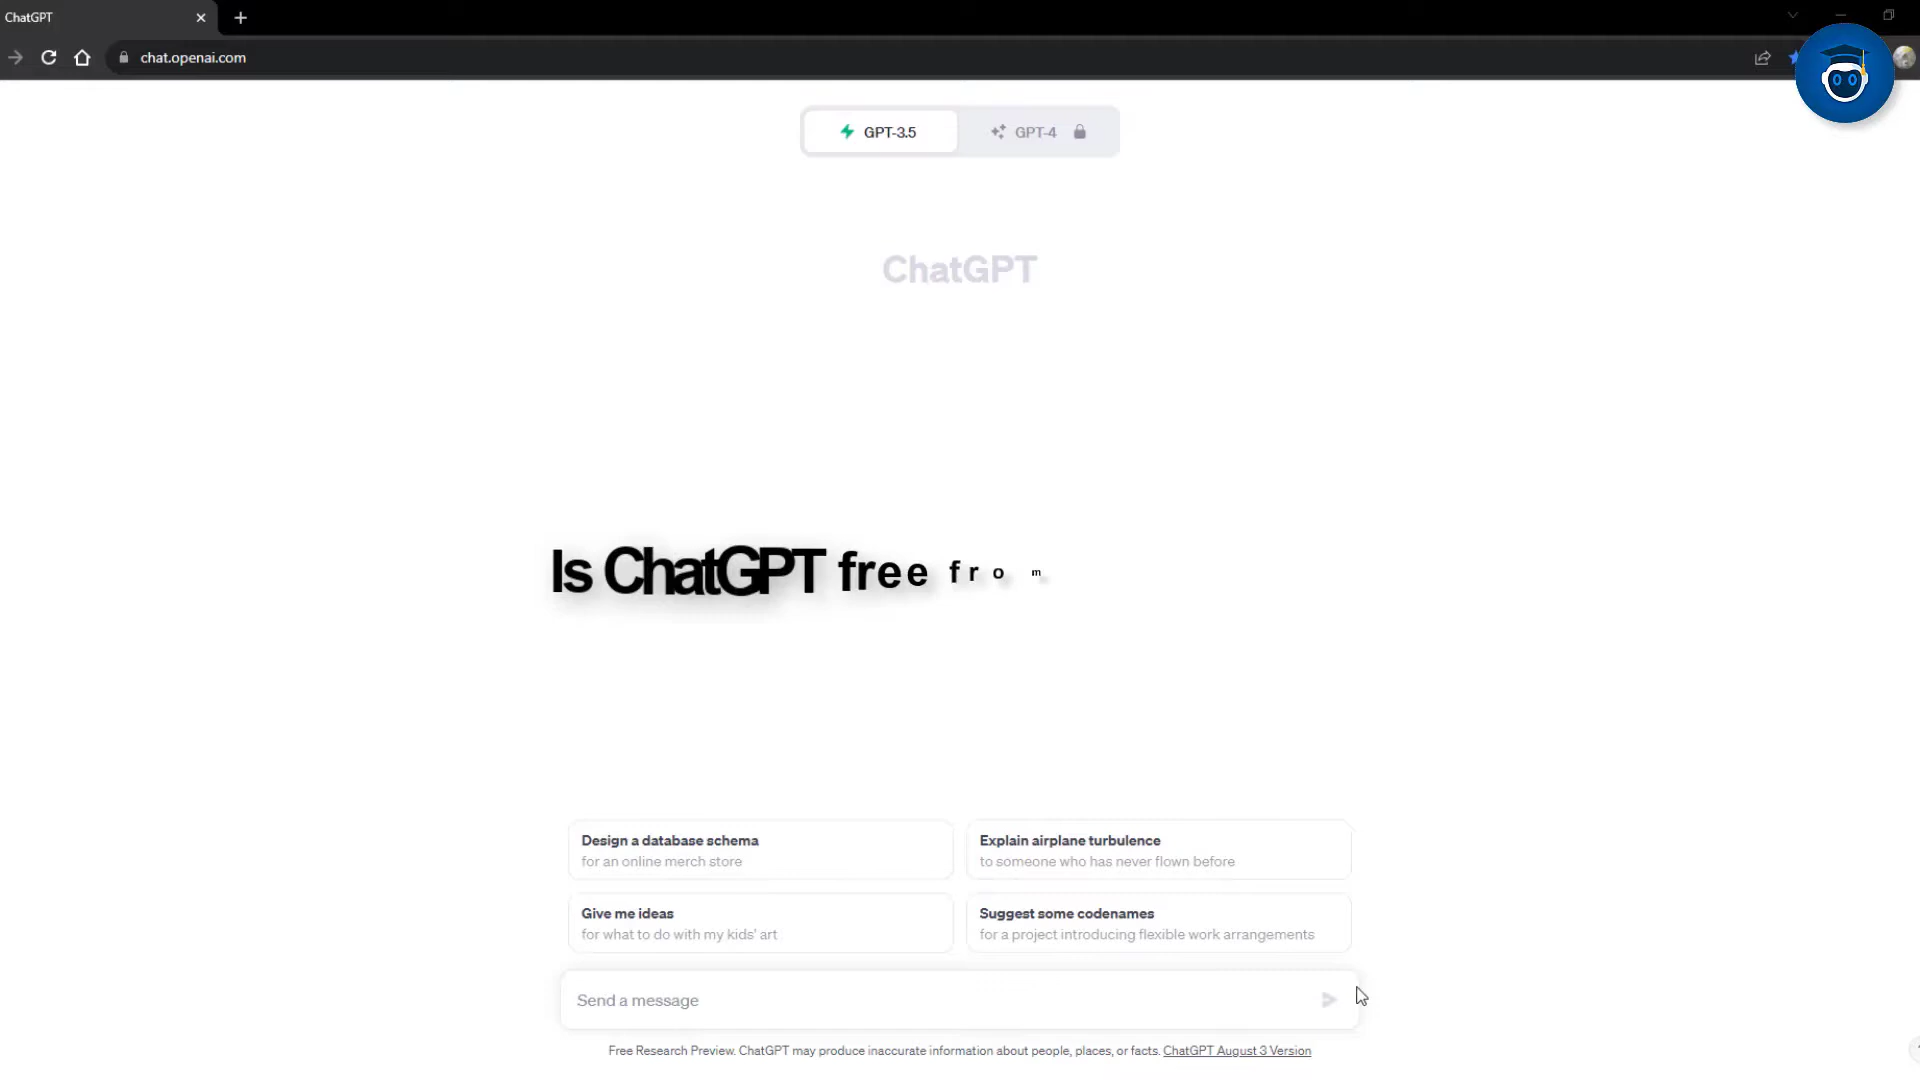 ChatGPT
chat.openai.com
GPT-3.5
GPT-4
ChatGPT
Is ChatGPT free from
Design a database schema
for an online merch store
Explain airplane turbulence
to someone who has never flown before
Give me ideas
for what to do with my kids' art
Suggest some codenames
for a project introducing flexible work arrangements
Send a message
Free Research Preview. ChatGPT may produce inaccurate information about people, places, or facts. ChatGPT August 3 Version